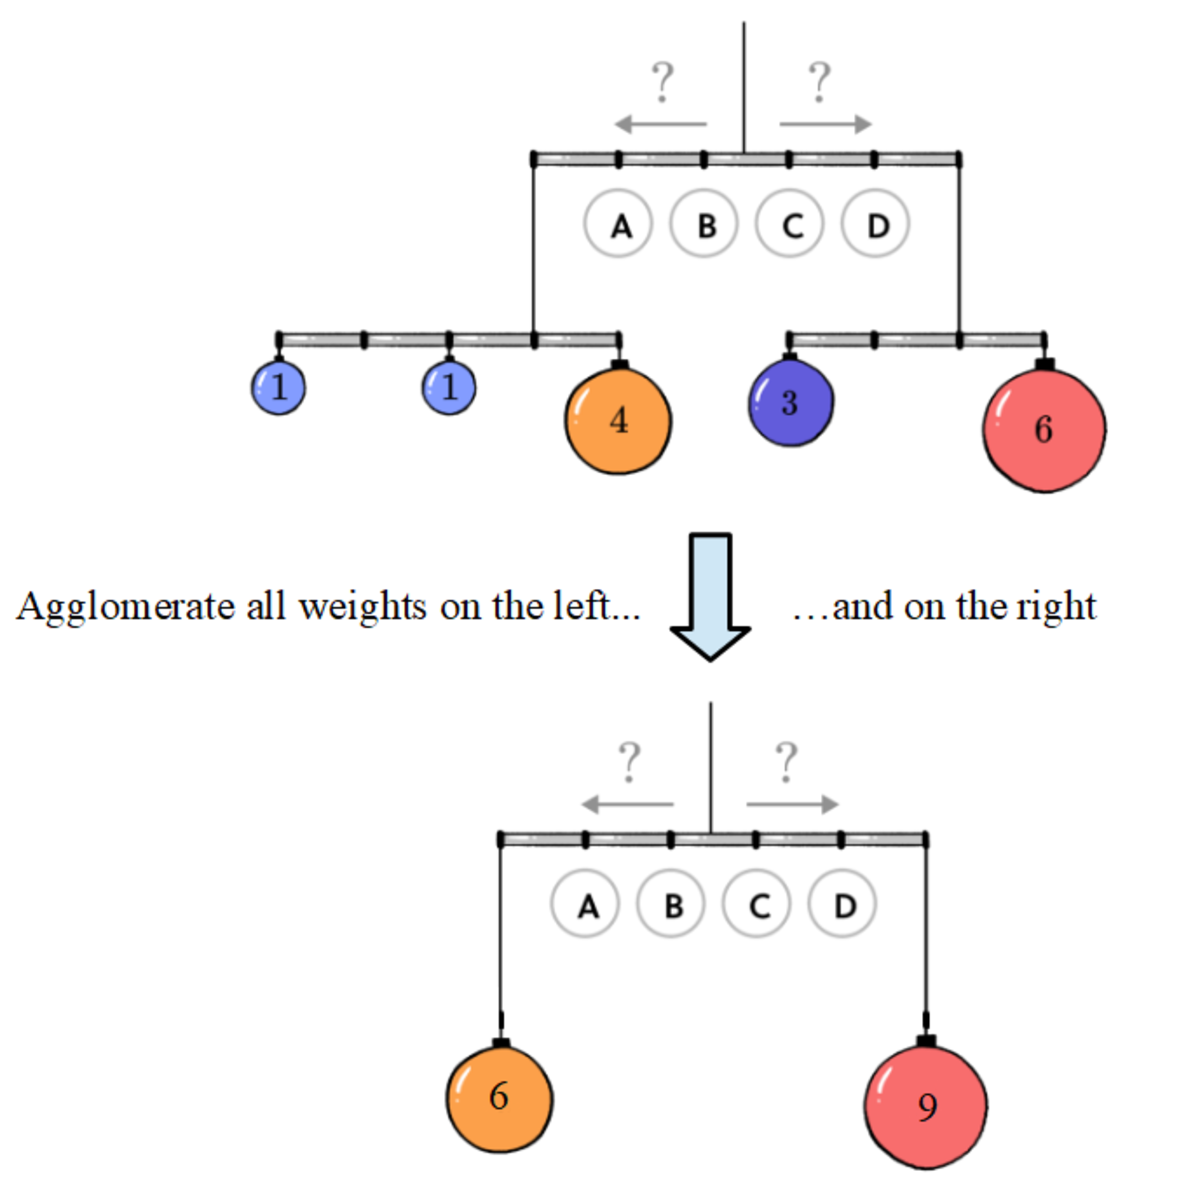 ? ?
A B C D
1 1 4 3 6
Agglomerate all weights on the left... ...and on the right
? ?
A B C D
6 9